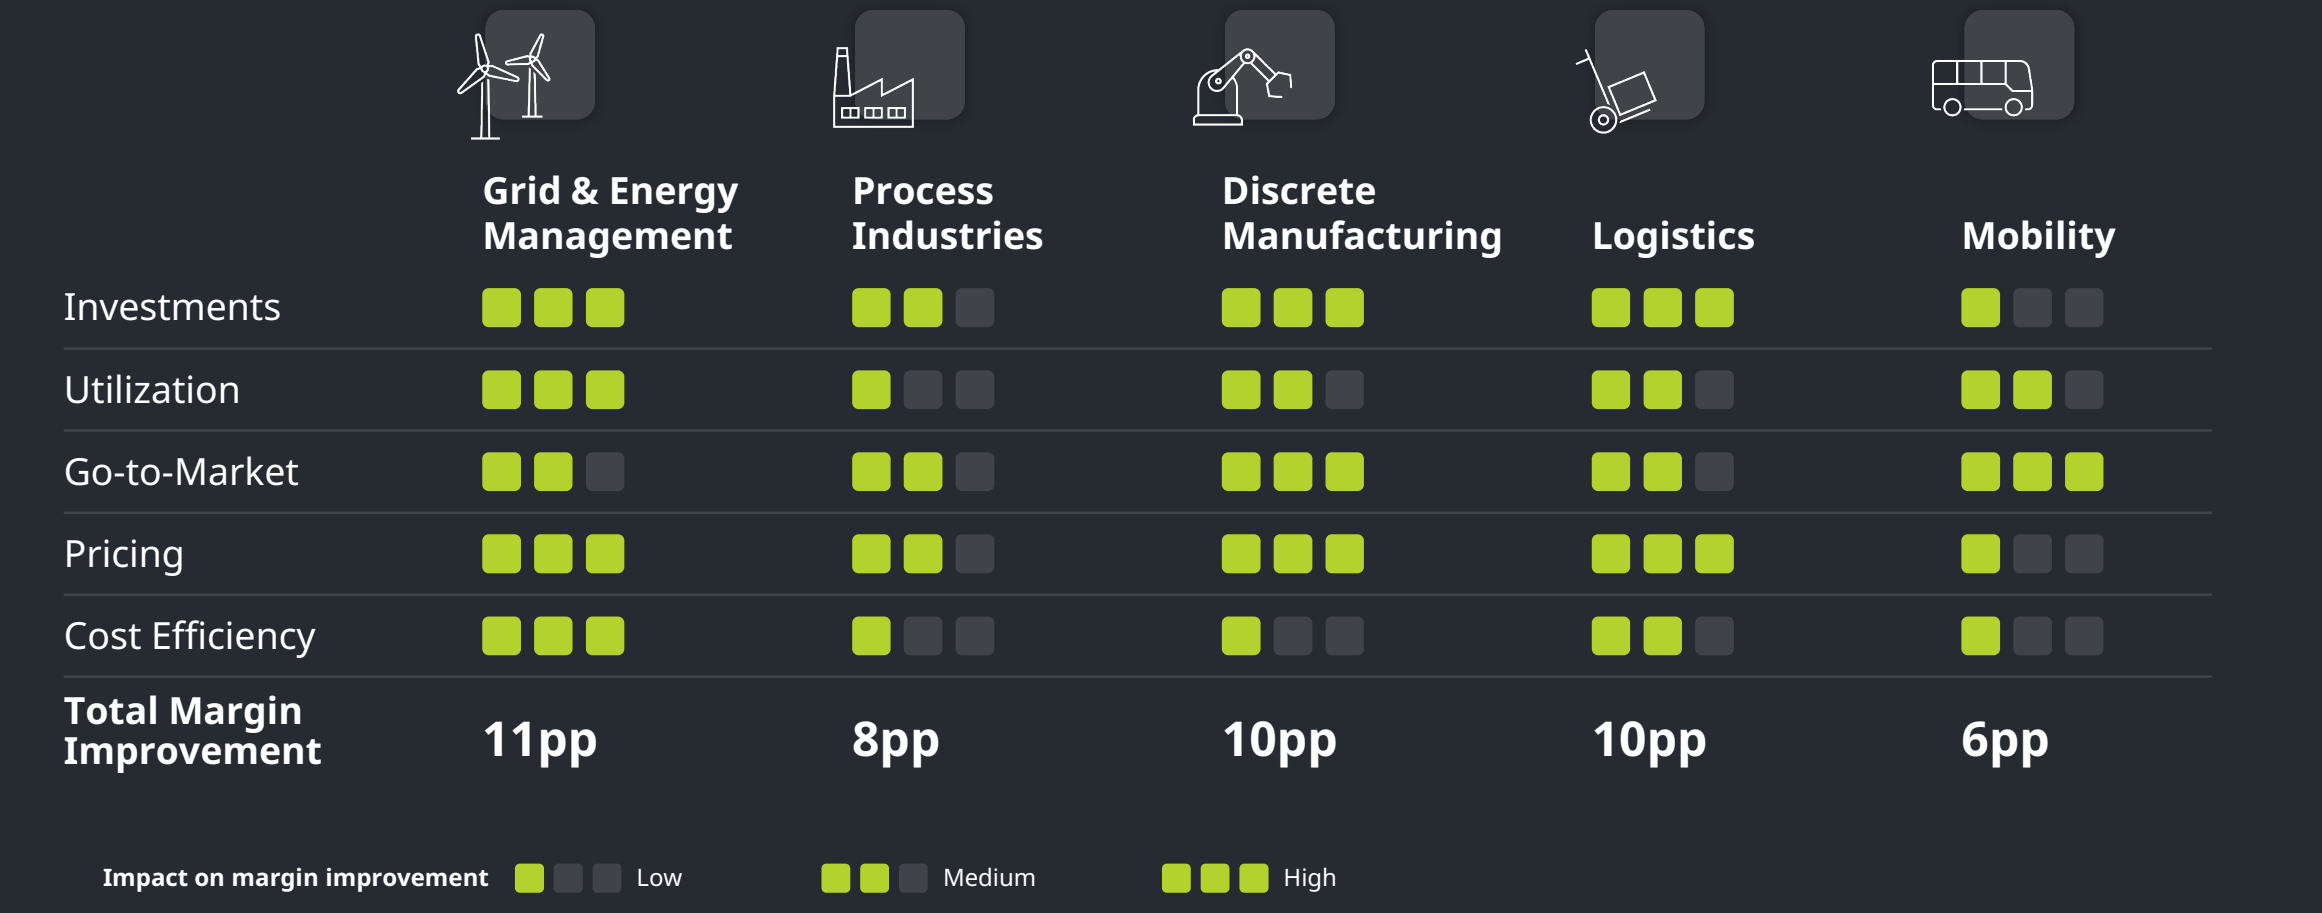 Grid & Energy
Management
Process
Industries
Discrete
Manufacturing
Logistics
Mobility
Investments
Utilization
Go-to-Market
Pricing
Cost Efficiency
Total Margin
Improvement
11pp
8pp
10pp
10pp
6pp
Impact on margin improvement
Low
Medium
High